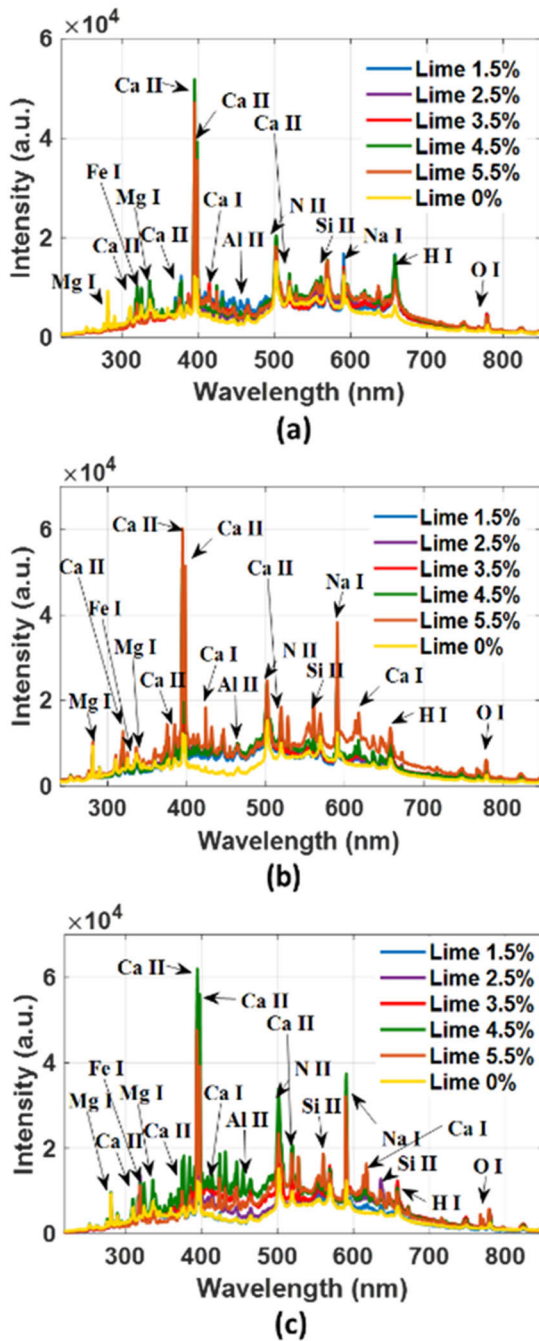 ×10⁴
6
4
2
0
Intensity (a.u.)
Ca II
Ca II
Ca II
Fe I
Mg I
Ca I
Ca II
Ca II
Al II
Mg I
N II
Si II
Na I
H I
O I
Lime 1.5%
Lime 2.5%
Lime 3.5%
Lime 4.5%
Lime 5.5%
Lime 0%
300 400 500 600 700 800
Wavelength (nm)
(a)
×10⁴
6
4
2
0
Intensity (a.u.)
Ca II
Ca II
Ca II
Ca II
Fe I
Mg I
Ca I
Mg I
Ca II
Al II
N II
Si II
Na I
Ca I
H I
O I
Lime 1.5%
Lime 2.5%
Lime 3.5%
Lime 4.5%
Lime 5.5%
Lime 0%
300 400 500 600 700 800
Wavelength (nm)
(b)
×10⁴
6
4
2
0
Intensity (a.u.)
Ca II
Ca II
Ca II
Fe I
Mg I
Mg I
Ca I
Ca II
Ca II
Al II
N II
Si II
Na I
Ca I
Si II
H I
O I
Lime 1.5%
Lime 2.5%
Lime 3.5%
Lime 4.5%
Lime 5.5%
Lime 0%
300 400 500 600 700 800
Wavelength (nm)
(c)